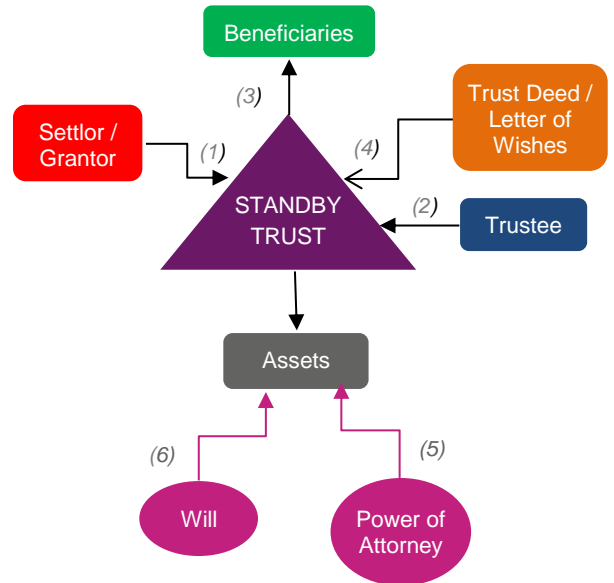 Beneficiaries
(3)
Settlor /
Grantor
(1)
(4)
Trust Deed /
Letter of
Wishes
STANDBY
TRUST
(2)
Trustee
Assets
(6)
(5)
Will
Power of
Attorney